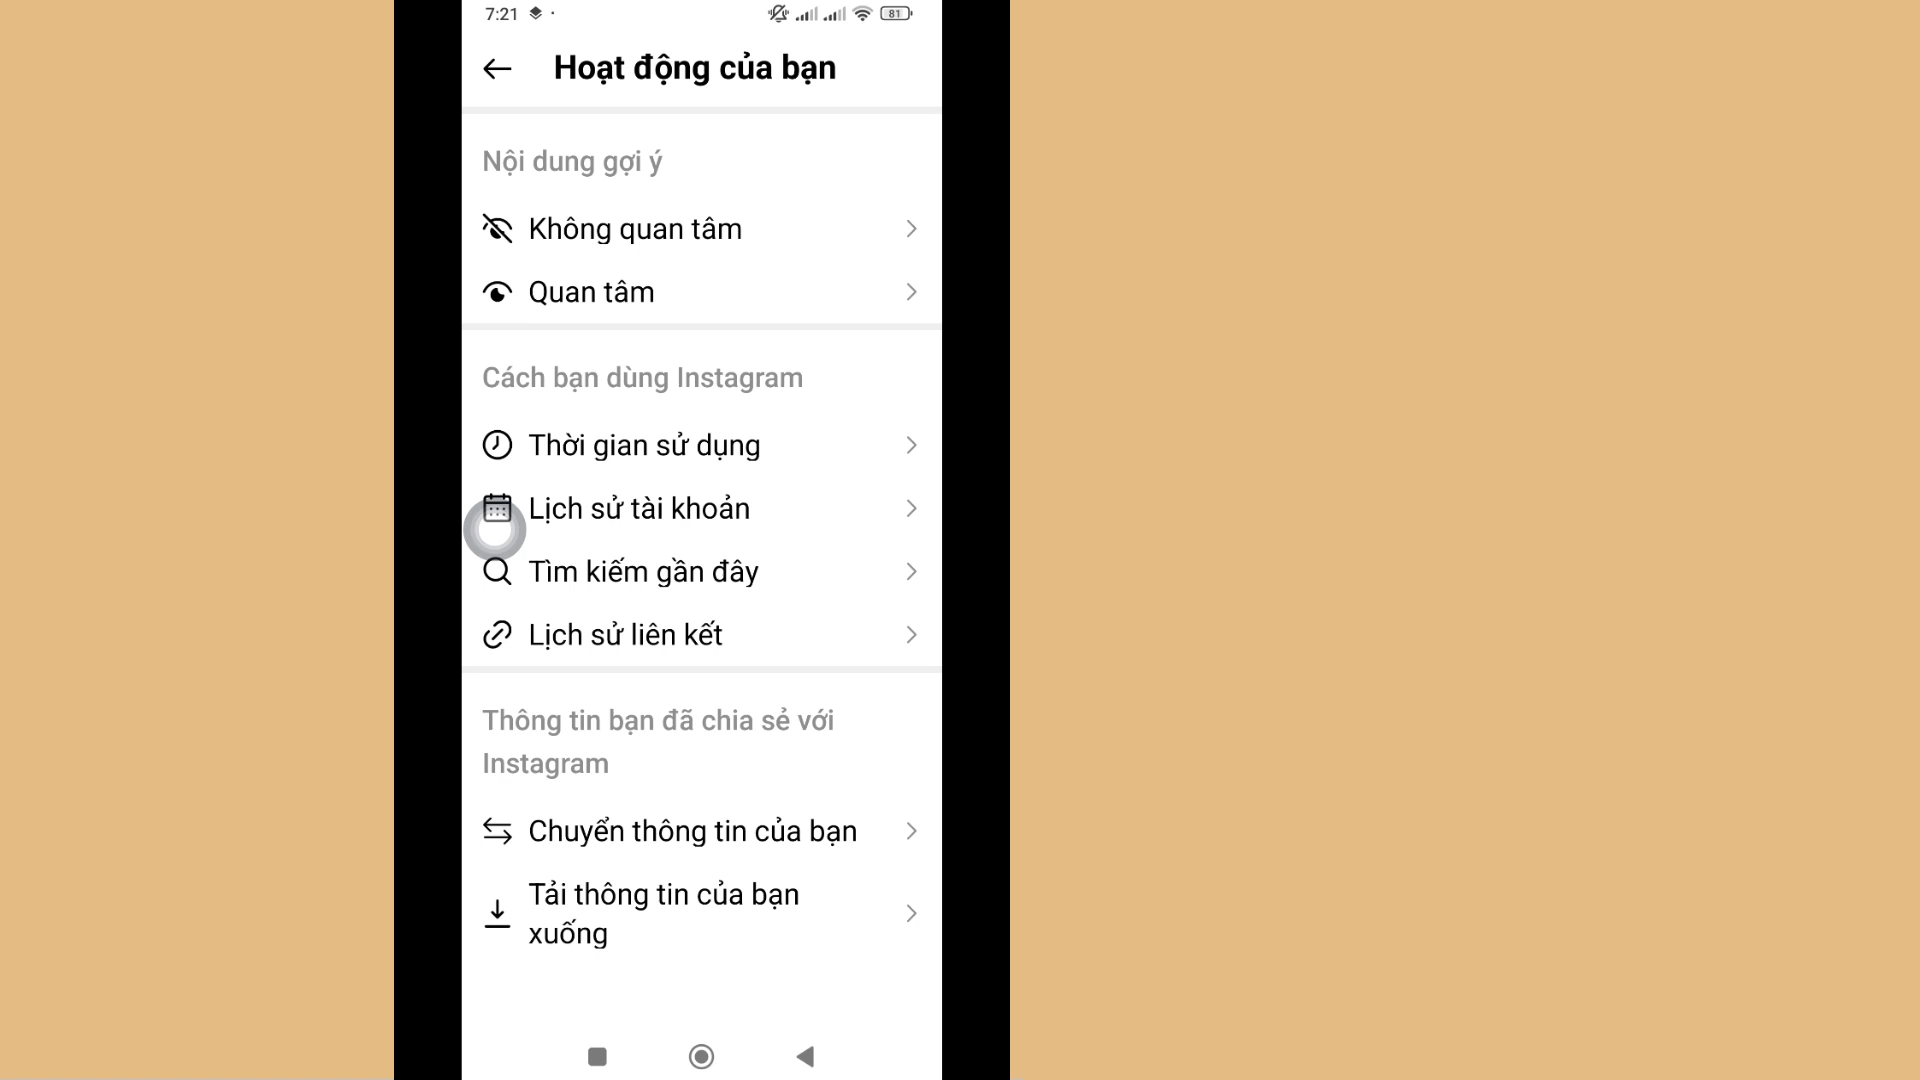 7:21
81
Hoạt động của bạn
Nội dung gợi ý
Không quan tâm
Quan tâm
Cách bạn dùng Instagram
Thời gian sử dụng
Lịch sử tài khoản
Tìm kiếm gần đây
Lịch sử liên kết
Thông tin bạn đã chia sẻ với
Instagram
Chuyển thông tin của bạn
Tải thông tin của bạn
xuống